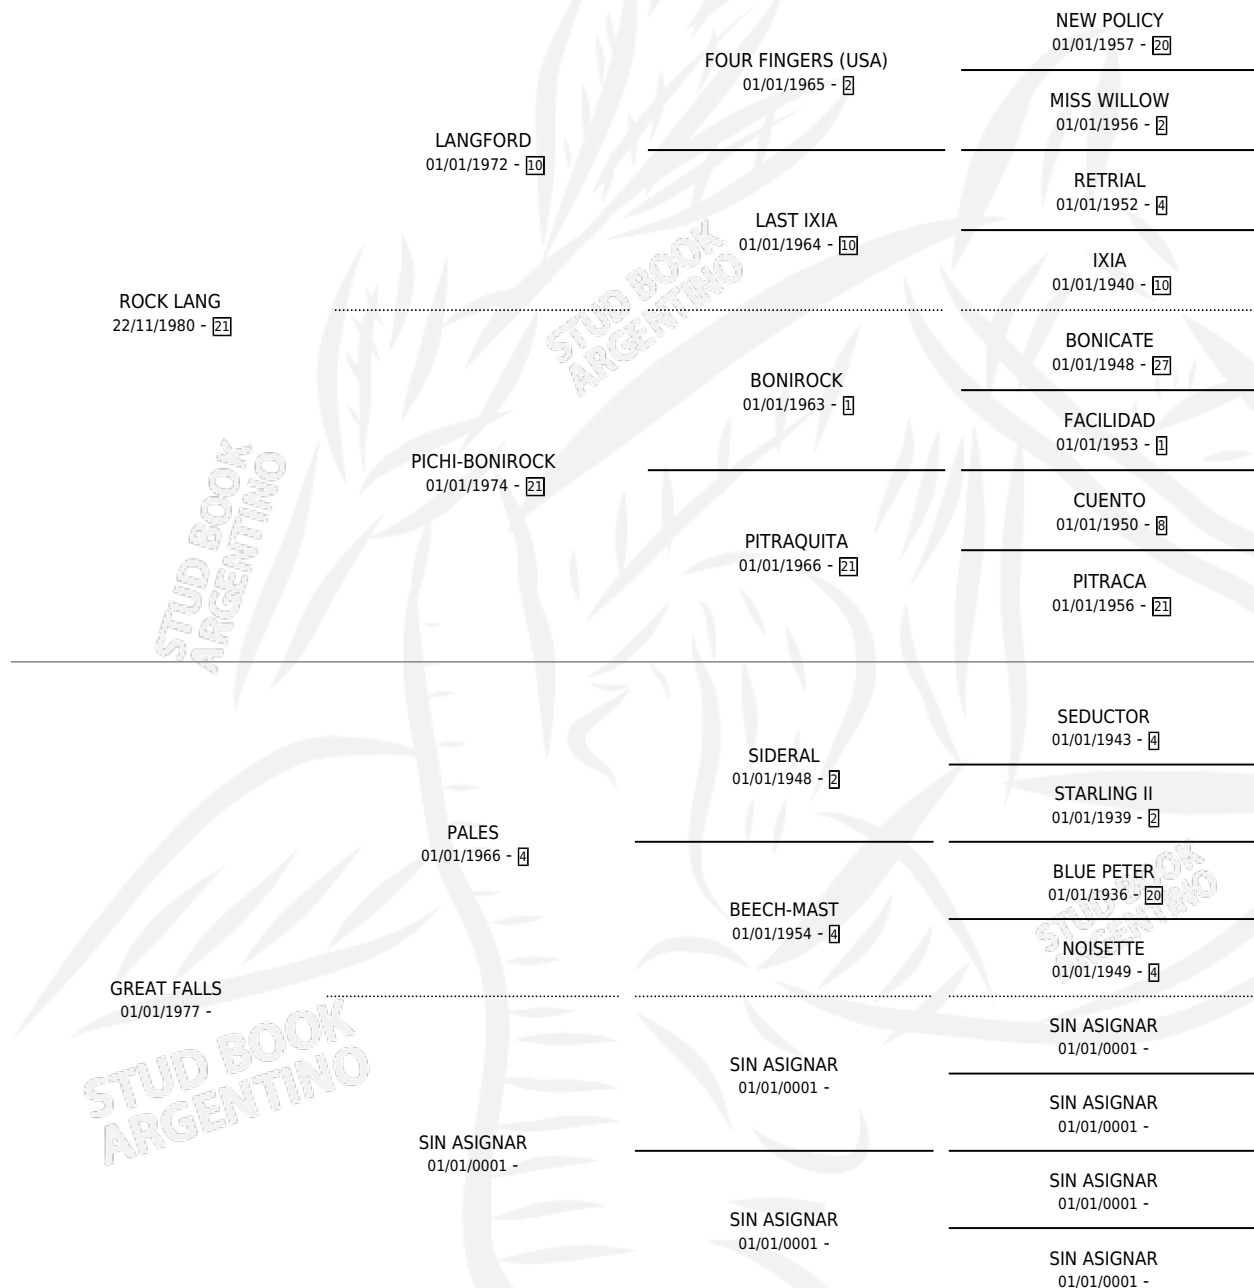 NEW POLICY
01/01/1957 - 20
FOUR FINGERS (USA)
01/01/1965 - 2
MISS WILLOW
01/01/1956 - 2
LANGFORD
01/01/1972 - 10
RETRIAL
01/01/1952 - 4
LAST IXIA
01/01/1964 - 10
IXIA
01/01/1940 - 10
ROCK LANG
22/11/1980 - 21
STUD BOOK
ARGENTINO
BONICATE
01/01/1948 - 27
BONIROCK
01/01/1963 - 1
FACILIDAD
01/01/1953 - 1
PICHI-BONIROCK
01/01/1974 - 21
CUENTO
01/01/1950 - 8
PITRAQUITA
01/01/1966 - 21
PITRACA
01/01/1956 - 21
STUD BOOK
ARGENTINO
SEDUCTOR
01/01/1943 - 4
SIDERAL
01/01/1948 - 2
STARLING II
01/01/1939 - 2
PALES
01/01/1966 - 4
BLUE PETER
01/01/1936 - 20
BEECH-MAST
01/01/1954 - 4
NOISETTE
01/01/1949 - 4
STUD BOOK
ARGENTINO
GREAT FALLS
01/01/1977 -
STUD BOOK
ARGENTINO
SIN ASIGNAR
01/01/0001 -
SIN ASIGNAR
01/01/0001 -
SIN ASIGNAR
01/01/0001 -
SIN ASIGNAR
01/01/0001 -
SIN ASIGNAR
01/01/0001 -
SIN ASIGNAR
01/01/0001 -
SIN ASIGNAR
01/01/0001 -